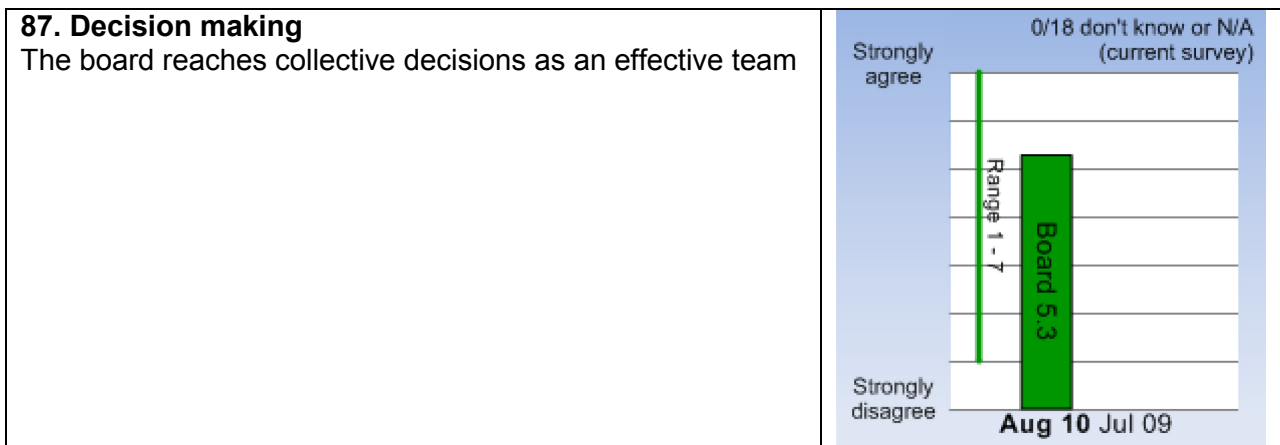 87. Decision making
The board reaches collective decisions as an effective team
0/18 don't know or N/A
(current survey)
Strongly
agree
Range 1 - 7
Board 5.3
Strongly
disagree
Aug 10 Jul 09